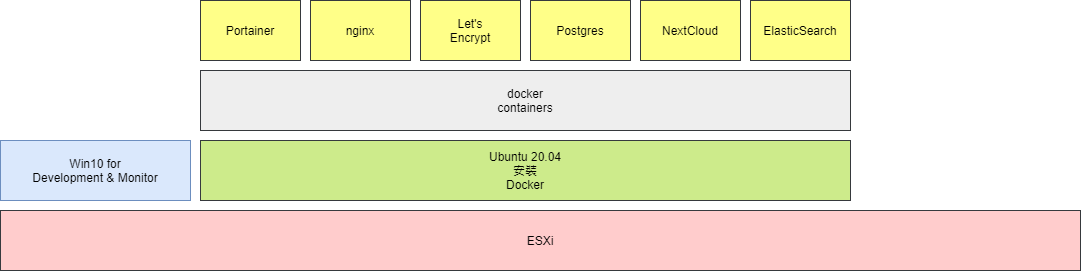 Portainer
nginx
Let's
Encrypt
Postgres
NextCloud
ElasticSearch
docker
containers
Win10 for
Development & Monitor
Ubuntu 20.04
安裝
Docker
ESXi